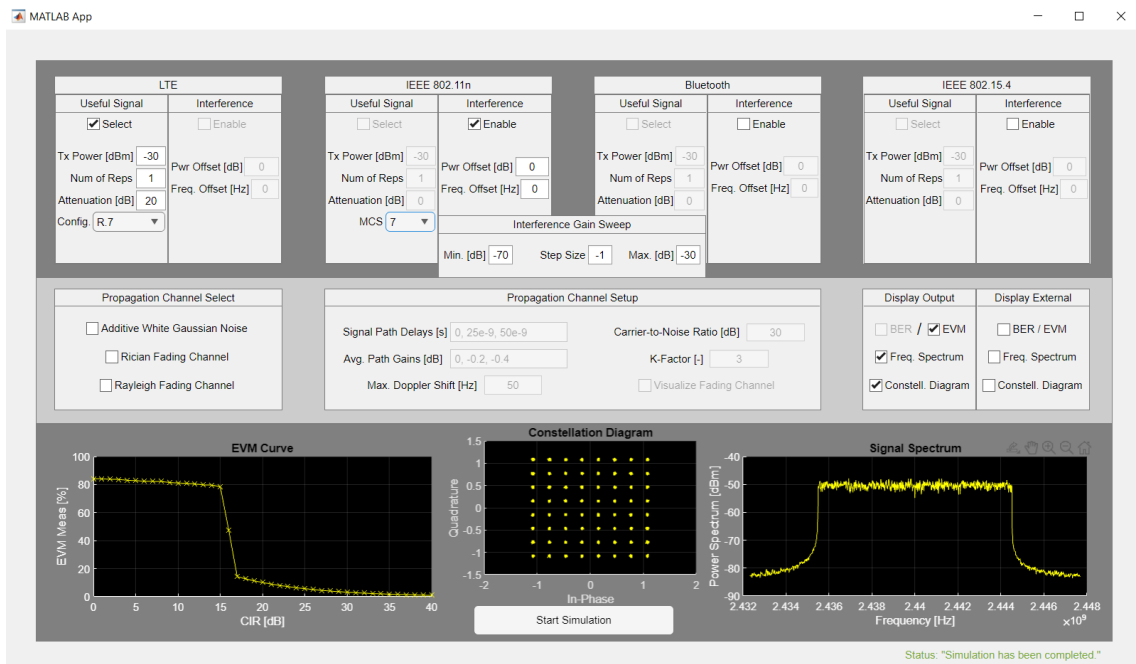 MATLAB App
LTE
Useful Signal Interference
Select Enable
Tx Power [dBm] -30
Pwr Offset [dB] 0
Num of Reps 1
Freq. Offset [Hz] 0
Attenuation [dB] 20
Config. R.7
IEEE 802.11n
Useful Signal Interference
Select Enable
Tx Power [dBm] -30
Pwr Offset [dB] 0
Num of Reps 1
Freq. Offset [Hz] 0
Attenuation [dB] 0
MCS 7
Bluetooth
Useful Signal Interference
Select Enable
Tx Power [dBm] -30
Pwr Offset [dB] 0
Num of Reps 1
Freq. Offset [Hz] 0
Attenuation [dB] 0
IEEE 802.15.4
Useful Signal Interference
Select Enable
Tx Power [dBm] -30
Pwr Offset [dB] 0
Num of Reps 1
Freq. Offset [Hz] 0
Attenuation [dB] 0
Interference Gain Sweep
Min. [dB] -70 Step Size -1 Max. [dB] -30
Propagation Channel Select
Additive White Gaussian Noise
Rician Fading Channel
Rayleigh Fading Channel
Propagation Channel Setup
Signal Path Delays [s] 0, 25e-9, 50e-9 Carrier-to-Noise Ratio [dB] 30
Avg. Path Gains [dB] 0, -0.2, -0.4 K-Factor [-] 3
Max. Doppler Shift [Hz] 50 Visualize Fading Channel
Display Output Display External
BER / EVM BER / EVM
Freq. Spectrum Freq. Spectrum
Constell. Diagram Constell. Diagram
EVM Curve
EVM Meas [%]
100
80
60
40
20
0
0 5 10 15 20 25 30 35 40
CIR [dB]
Constellation Diagram
Quadrature
1.5
1
0.5
0
-0.5
-1
-1.5
-2 -1 0 1 2
In-Phase
Start Simulation
Signal Spectrum
Power Spectrum [dBm]
-40
-50
-60
-70
-80
-90
2.432 2.434 2.436 2.438 2.44 2.442 2.444 2.446 2.448
Frequency [Hz] ×10⁹
Status: "Simulation has been completed."